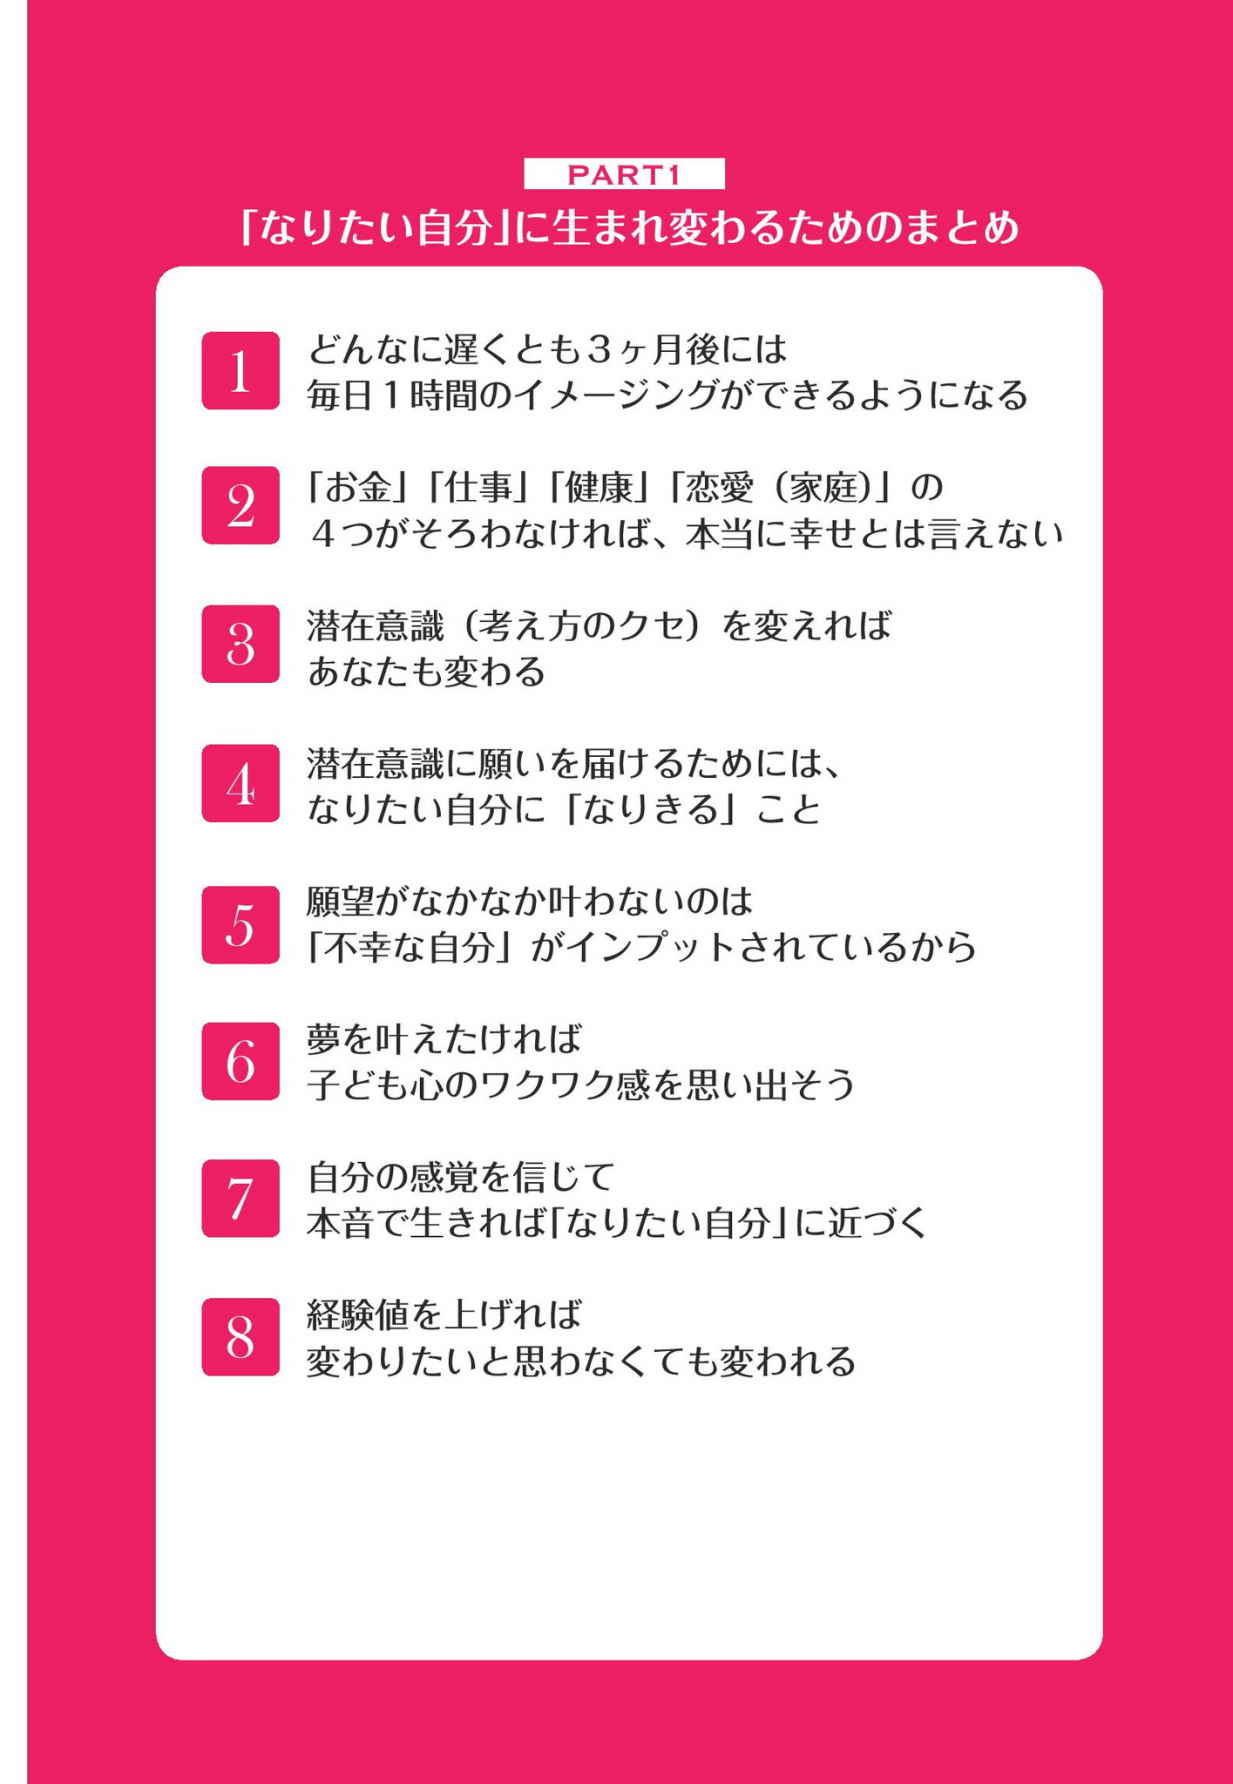 PART1
「なりたい自分」に生まれ変わるためのまとめ
1
どんなに遅くとも３ヶ月後には
毎日１時間のイメージングができるようになる
2
「お金」「仕事」「健康」「恋愛（家庭）」の
４つがそろわなければ、本当に幸せとは言えない
3
潜在意識（考え方のクセ）を変えれば
あなたも変わる
4
潜在意識に願いを届けるためには、
なりたい自分に「なりきる」こと
5
願望がなかなか叶わないのは
「不幸な自分」がインプットされているから
6
夢を叶えたければ
子ども心のワクワク感を思い出そう
7
自分の感覚を信じて
本音で生きれば「なりたい自分」に近づく
8
経験値を上げれば
変わりたいと思わなくても変われる